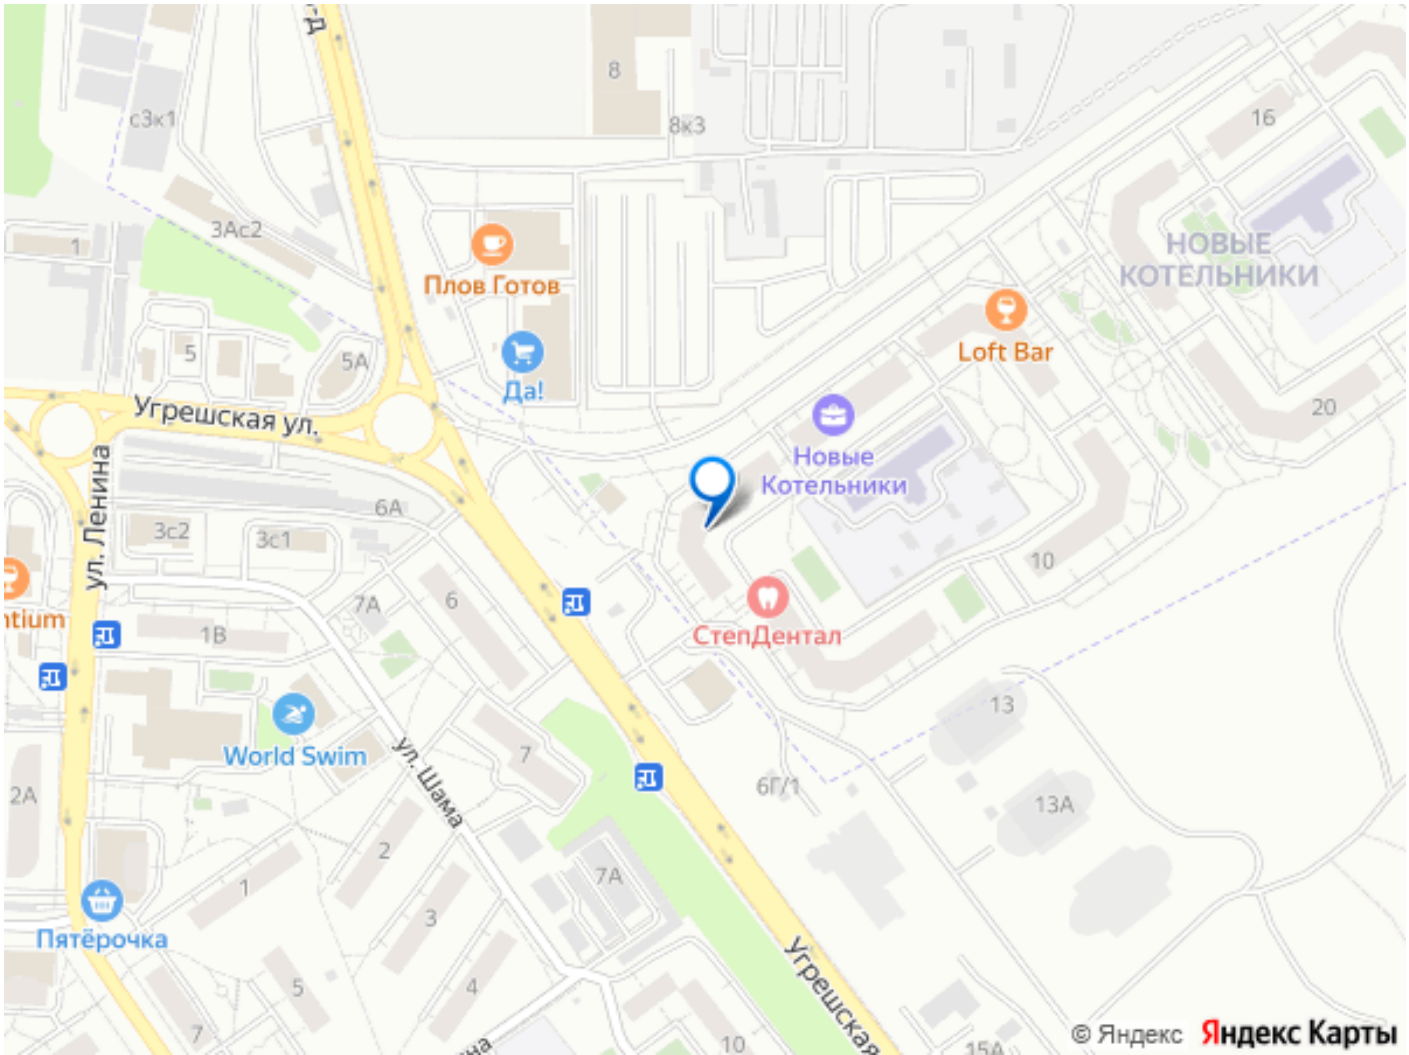 -д
8
с3к1
8к3
16
3Ас2
1
НОВЫЕ
КОТЕЛЬНИКИ
Плов Готов
Loft Bar
5
5А
Да!
Угрешская ул.
20
ул. Ленина
Новые
Котельники
6А
3с2
3с1
10
6
7А
ntium
1В
СтепДентал
13
World Swim
ул. Шама
7
6Г/1
2А
13А
2
7А
1
3
Пятёрочка
5
4
Угрешская
7
10
ина
15А
© Яндекс Яндекс Карты